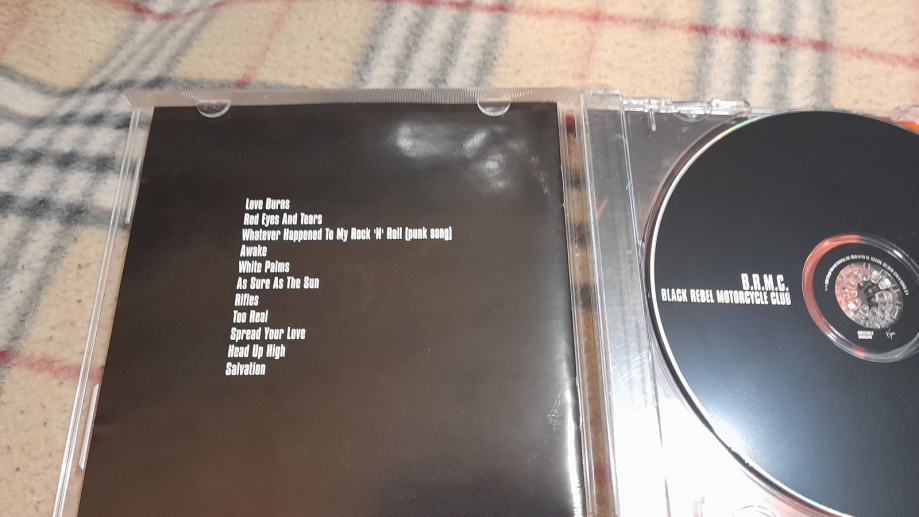 Love Burns
Red Eyes And Tears
Whatever Happened To My Rock 'N' Roll (punk song)
Awake
White Palms
As Sure As The Sun
Rifles
Too Real
Spread Your Love
Head Up High
Salvation
B.R.M.C.
BLACK REBEL MOTORCYCLE CLUB